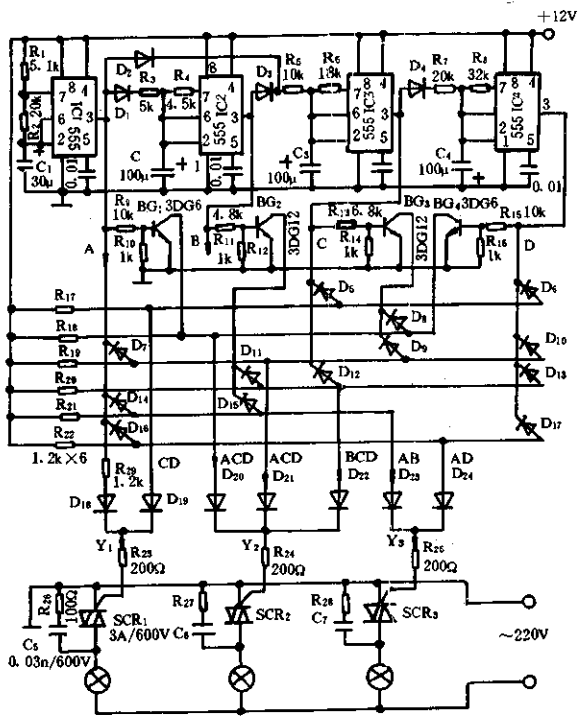 +12V
R₁
5.1k
R₂ 20k
C₁
30μ
7
8
4
6
2
1
3
IC1
555
0.01
D₂
D₁
R₃
5k
R₄
4.5k
8
7
4
6
2
3
1
IC2
555
0.01
C
100μ
+
D₃
R₅
10k
R₆
18k
7
8
4
6
2
1
3
IC3
555
C₃
100μ
+
D₄
R₇
20k
R₈
32k
7
8
4
6
2
1
3
IC4
555
C₄
100μ
+
0.01
R₉
10k
BG₁ 3DG6
R₁₀
1k
A
B
4.8k
R₁₁
1k
R₁₂
BG₂
3DG12
C
R₁₃ 6.8k
R₁₄
1k
BG₃
3DG12
BG₄ 3DG6
R₁₅
10k
R₁₆
1k
D
R₁₇
R₁₈
R₁₉
R₂₀
R₂₁
R₂₂
1.2k×6
D₅
D₆
D₇
D₈
D₉
D₁₀
D₁₁
D₁₂
D₁₃
D₁₄
D₁₅
D₁₆
D₁₇
R₂₉
1.2k
CD
ACD
ACD
BCD
AB
AD
D₁₈
D₁₉
D₂₀
D₂₁
D₂₂
D₂₃
D₂₄
Y₁
R₂₃
200Ω
Y₂
R₂₄
200Ω
Y₃
R₂₅
200Ω
R₂₆
100Ω
C₅
0.03n/600V
SCR₁
3A/600V
R₂₇
C₆
SCR₂
R₂₈
C₇
SCR₃
~220V